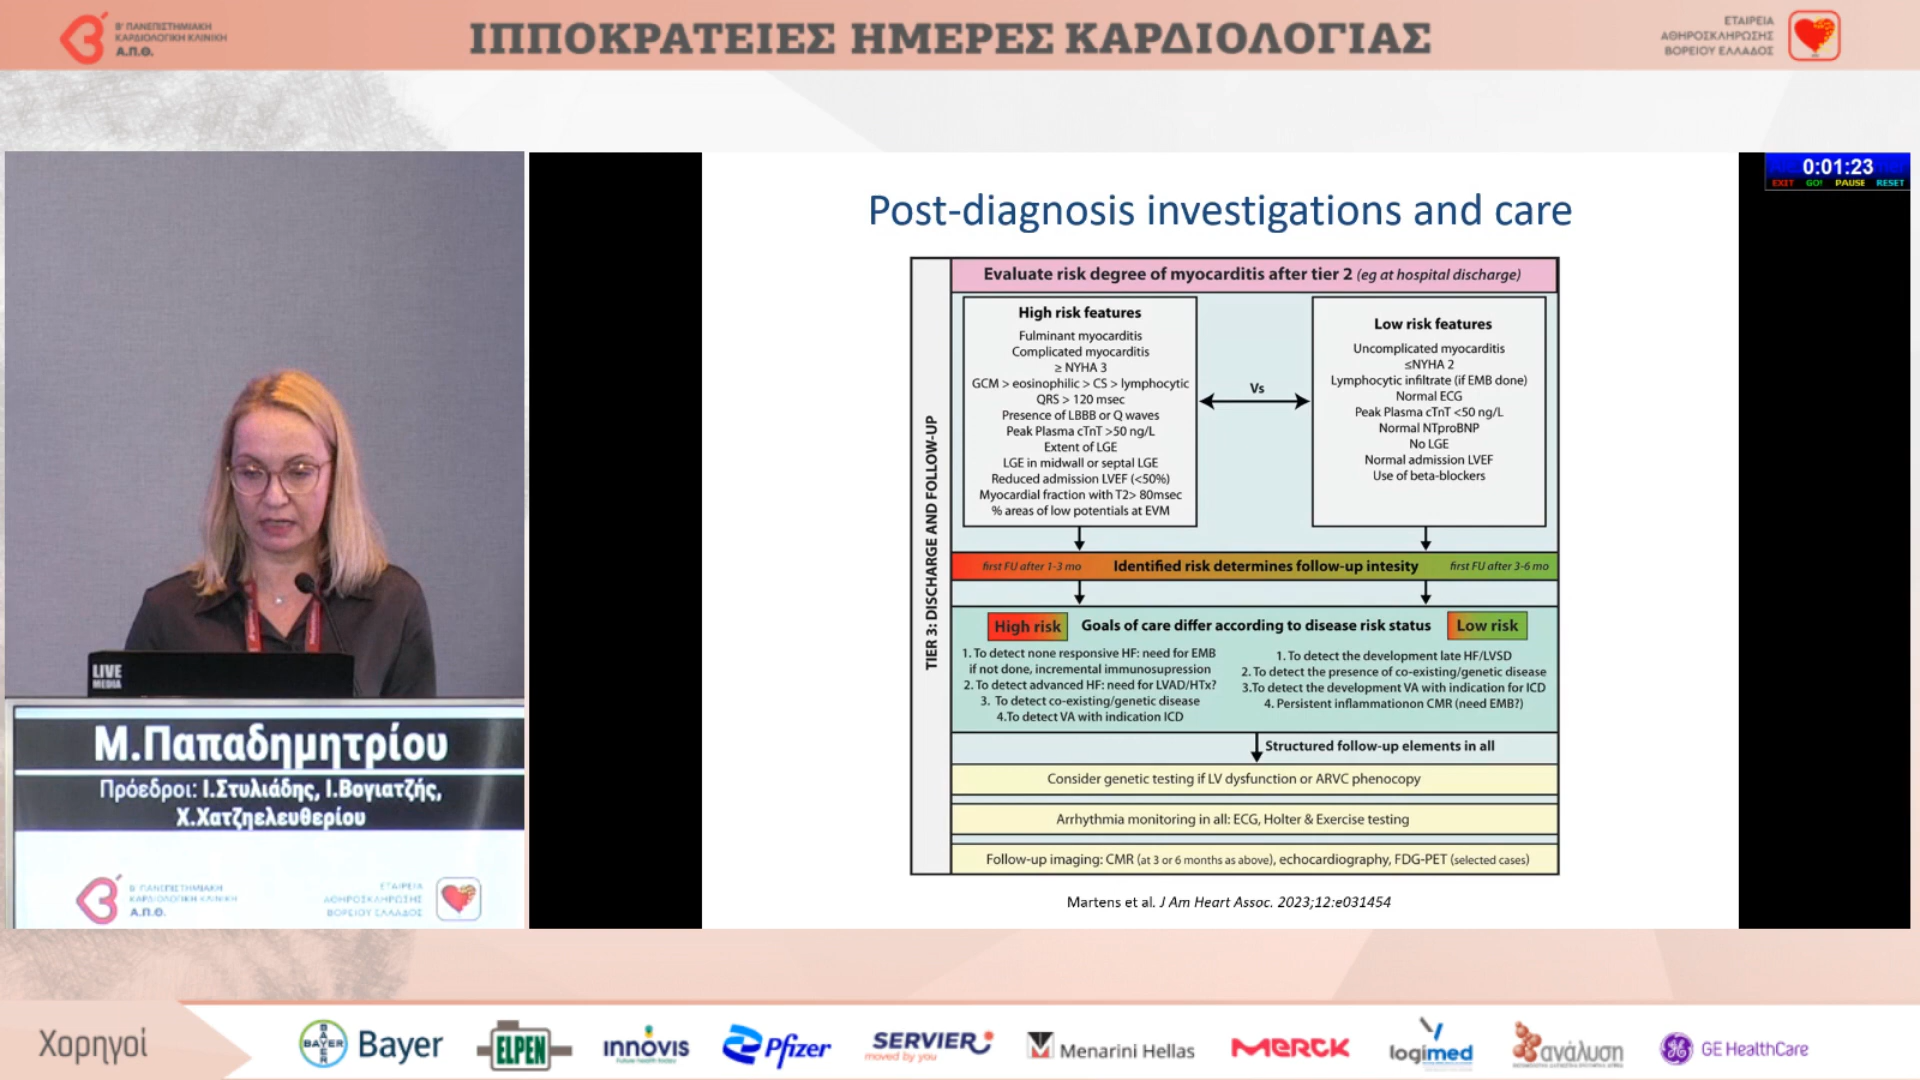 Β' ΠΑΝΕΠΙΣΤΗΜΙΑΚΗ
ΚΑΡΔΙΟΛΟΓΙΚΗ ΚΛΙΝΙΚΗ
Α.Π.Θ.
ΙΠΠΟΚΡΑΤΕΙΕΣ ΗΜΕΡΕΣ ΚΑΡΔΙΟΛΟΓΙΑΣ
ΕΤΑΙΡΕΙΑ
ΑΘΗΡΟΣΚΛΗΡΩΣΗΣ
ΒΟΡΕΙΟΥ ΕΛΛΑΔΟΣ
0:01:23
EXIT GO! PAUSE RESET
Post-diagnosis investigations and care
TIER 3: DISCHARGE AND FOLLOW-UP
Evaluate risk degree of myocarditis after tier 2 (eg at hospital discharge)
High risk features
Fulminant myocarditis
Complicated myocarditis
≥ NYHA 3
GCM > eosinophilic > CS > lymphocytic
QRS > 120 msec
Presence of LBBB or Q waves
Peak Plasma cTnT >50 ng/L
Extent of LGE
LGE in midwall or septal LGE
Reduced admission LVEF (<50%)
Myocardial fraction with T2> 80msec
% areas of low potentials at EVM
Vs
Low risk features
Uncomplicated myocarditis
≤NYHA 2
Lymphocytic infiltrate (if EMB done)
Normal ECG
Peak Plasma cTnT <50 ng/L
Normal NTproBNP
No LGE
Normal admission LVEF
Use of beta-blockers
first FU after 1-3 mo Identified risk determines follow-up intesity first FU after 3-6 mo
High risk Goals of care differ according to disease risk status Low risk
1. To detect none responsive HF: need for EMB
if not done, incremental immunosupression
2. To detect advanced HF: need for LVAD/HTx?
3. To detect co-existing/genetic disease
4.To detect VA with indication ICD
1. To detect the development late HF/LVSD
2. To detect the presence of co-existing/genetic disease
3.To detect the development VA with indication for ICD
4. Persistent inflammationon CMR (need EMB?)
Structured follow-up elements in all
Consider genetic testing if LV dysfunction or ARVC phenocopy
Arrhythmia monitoring in all: ECG, Holter & Exercise testing
Follow-up imaging: CMR (at 3 or 6 months as above), echocardiography, FDG-PET (selected cases)
Martens et al. J Am Heart Assoc. 2023;12:e031454
LIVE
MEDIA
Μ.Παπαδημητρίου
Πρόεδροι: Ι.Στυλιάδης, Ι.Βογιατζής,
Χ.Χατζηελευθερίου
Β' ΠΑΝΕΠΙΣΤΗΜΙΑΚΗ
ΚΑΡΔΙΟΛΟΓΙΚΗ ΚΛΙΝΙΚΗ
Α.Π.Θ.
ΕΤΑΙΡΕΙΑ
ΑΘΗΡΟΣΚΛΗΡΩΣΗΣ
ΒΟΡΕΙΟΥ ΕΛΛΑΔΟΣ
Χορηγοί
BAYER
BAYER
Bayer
ELPEN
INNOVIS
Future health today
Pfizer
SERVIER
moved by you
Menarini Hellas
MERCK
logimed
ανάλυση
GE HealthCare